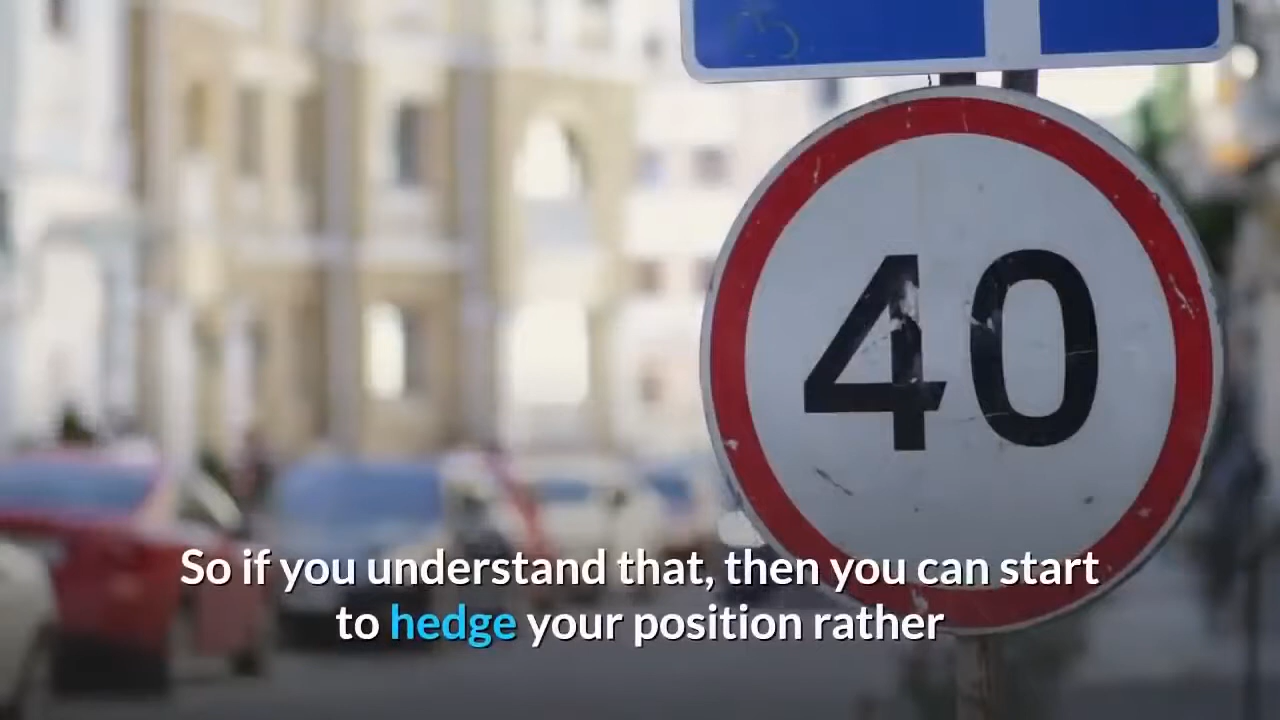 40
So if you understand that, then you can start
to hedge your position rather